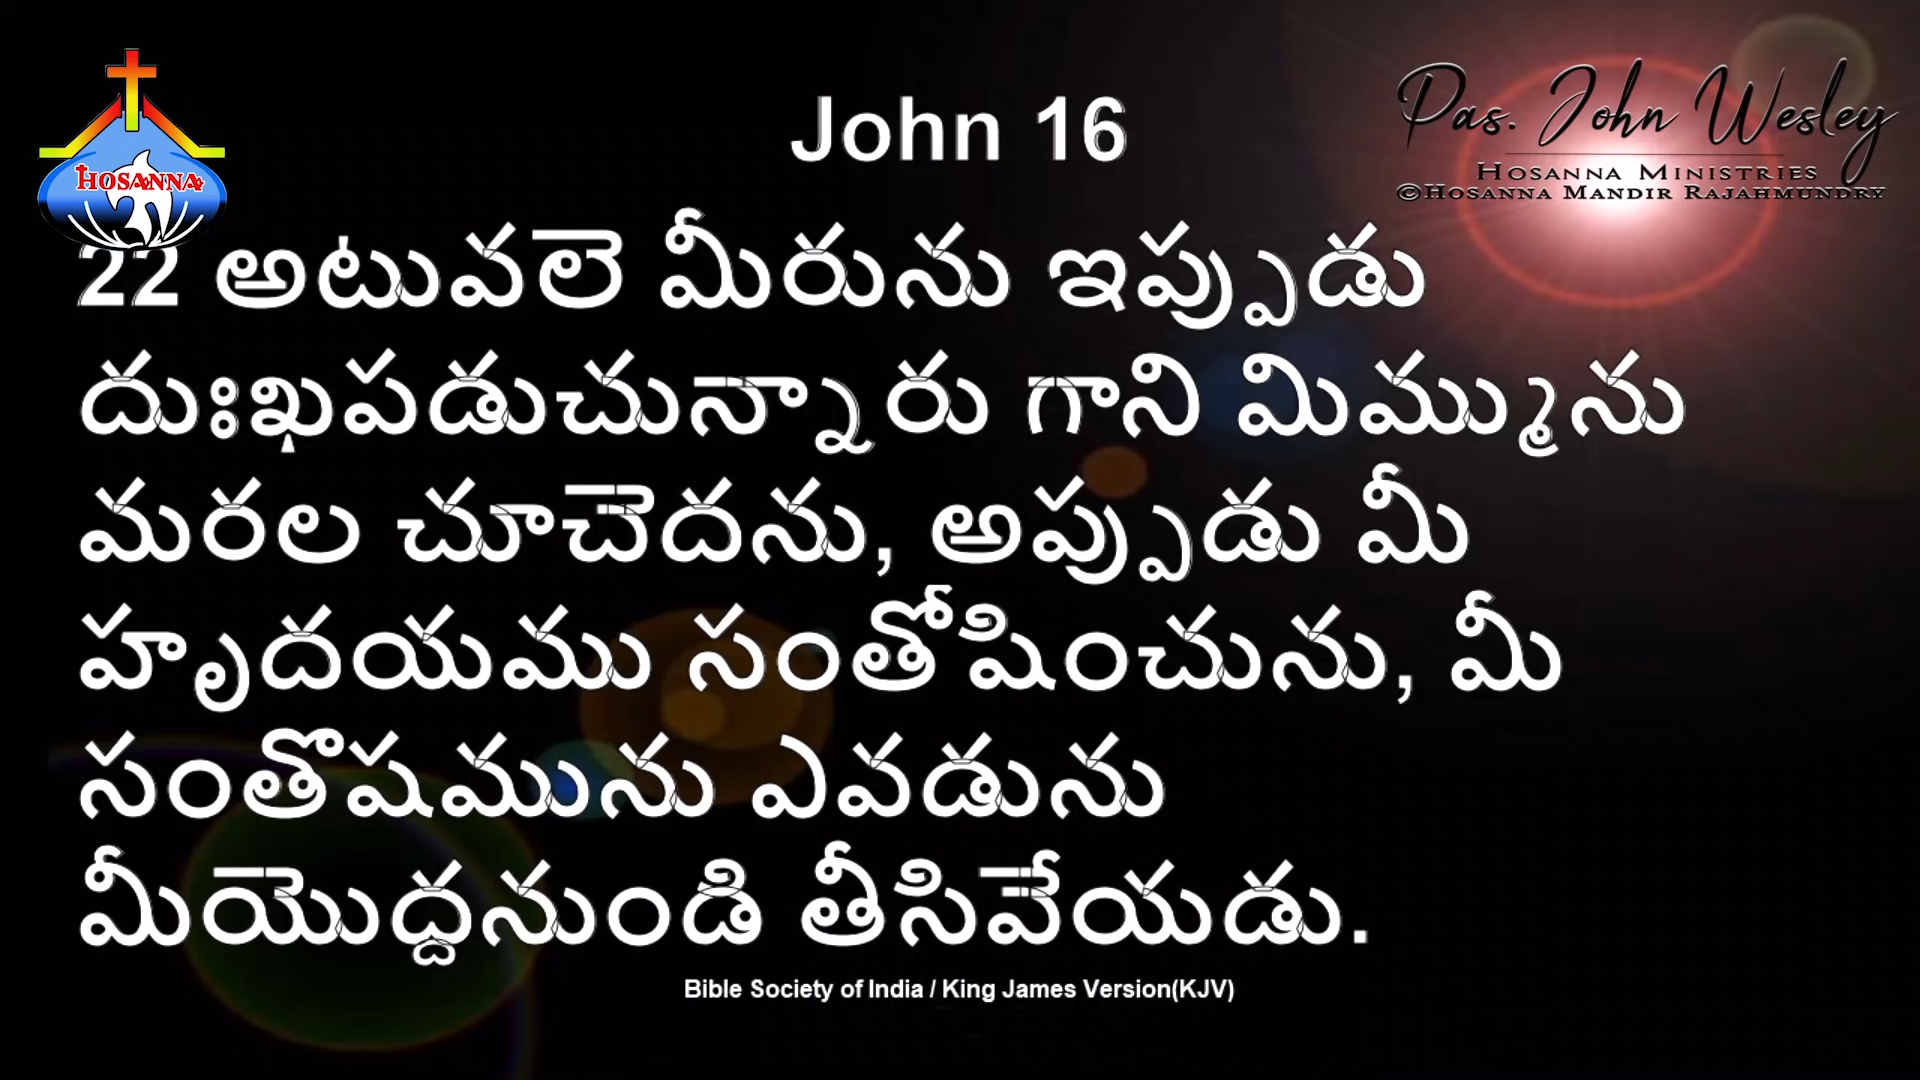 HOSANNA
John 16
Pas. John Wesley
HOSANNA MINISTRIES
©HOSANNA MANDIR RAJAHMUNDRY
22 అటువలె మీరును ఇప్పుడు
దుఃఖపడుచున్నారు గాని మిమ్మును
మరల చూచెదను, అప్పుడు మీ
హృదయము సంతోషించును, మీ
సంతొషమును ఎవడును
మీయొద్దనుండి తీసివేయడు.
Bible Society of India / King James Version(KJV)